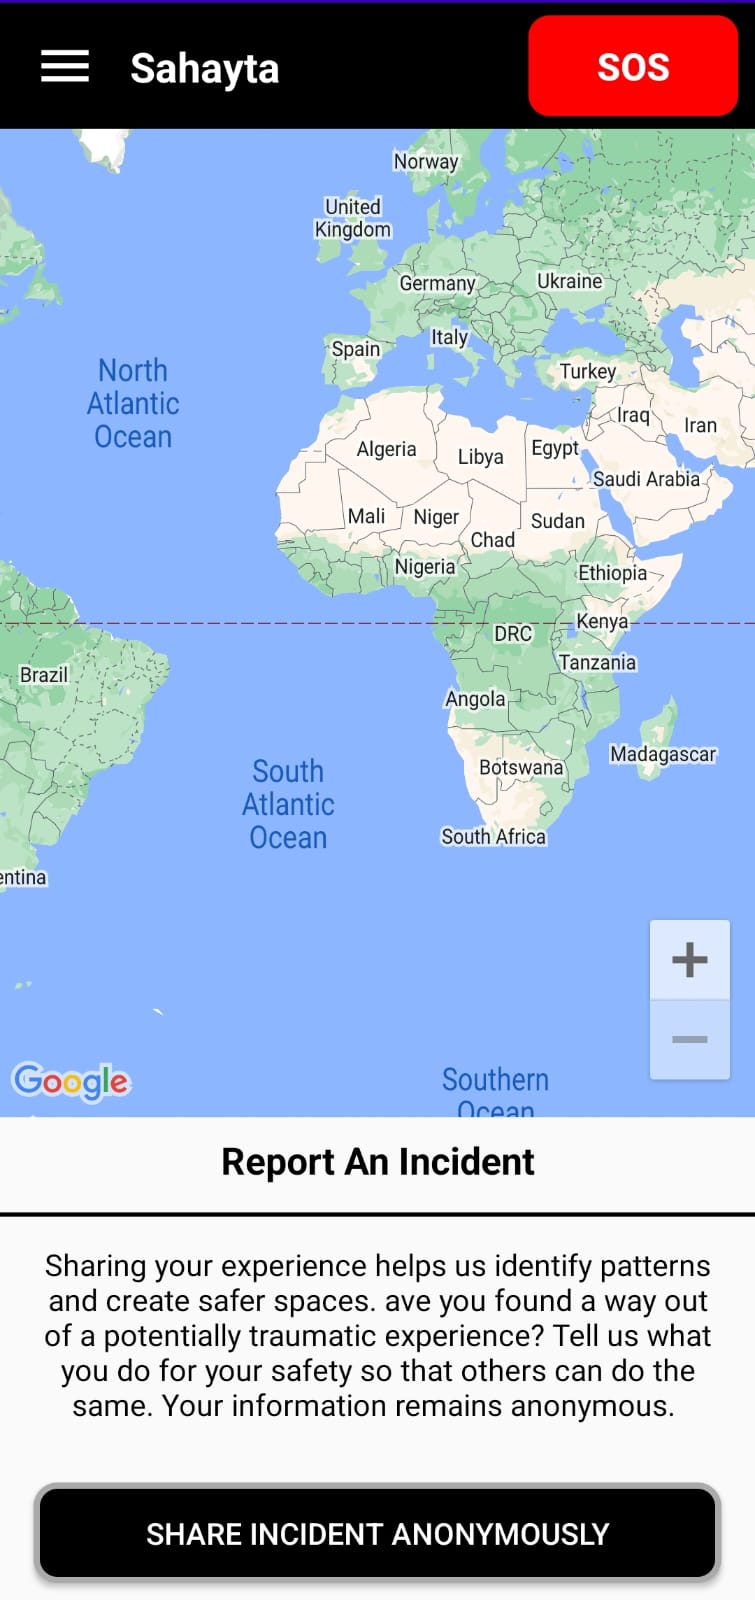 Sahayta
SOS
Norway
United
Kingdom
Germany
Ukraine
Italy
Spain
Turkey
North
Atlantic
Ocean
Iraq
Iran
Algeria
Libya
Egypt
Saudi Arabia
Mali
Niger
Sudan
Chad
Nigeria
Ethiopia
Kenya
DRC
Tanzania
Brazil
Angola
Madagascar
Botswana
South
Atlantic
Ocean
South Africa
entina
+
−
Google
Southern
Ocean
Report An Incident
Sharing your experience helps us identify patterns
and create safer spaces. ave you found a way out
of a potentially traumatic experience? Tell us what
you do for your safety so that others can do the
same. Your information remains anonymous.
SHARE INCIDENT ANONYMOUSLY